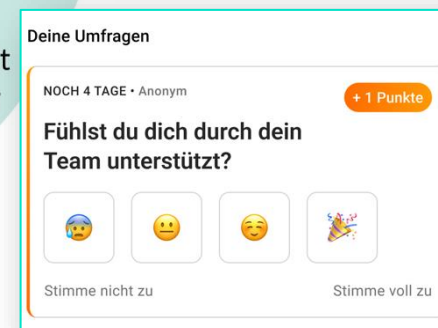 Deine Umfragen
t
NOCH 4 TAGE • Anonym
+ 1 Punkte
Fühlst du dich durch dein
Team unterstützt?
Stimme nicht zu
Stimme voll zu